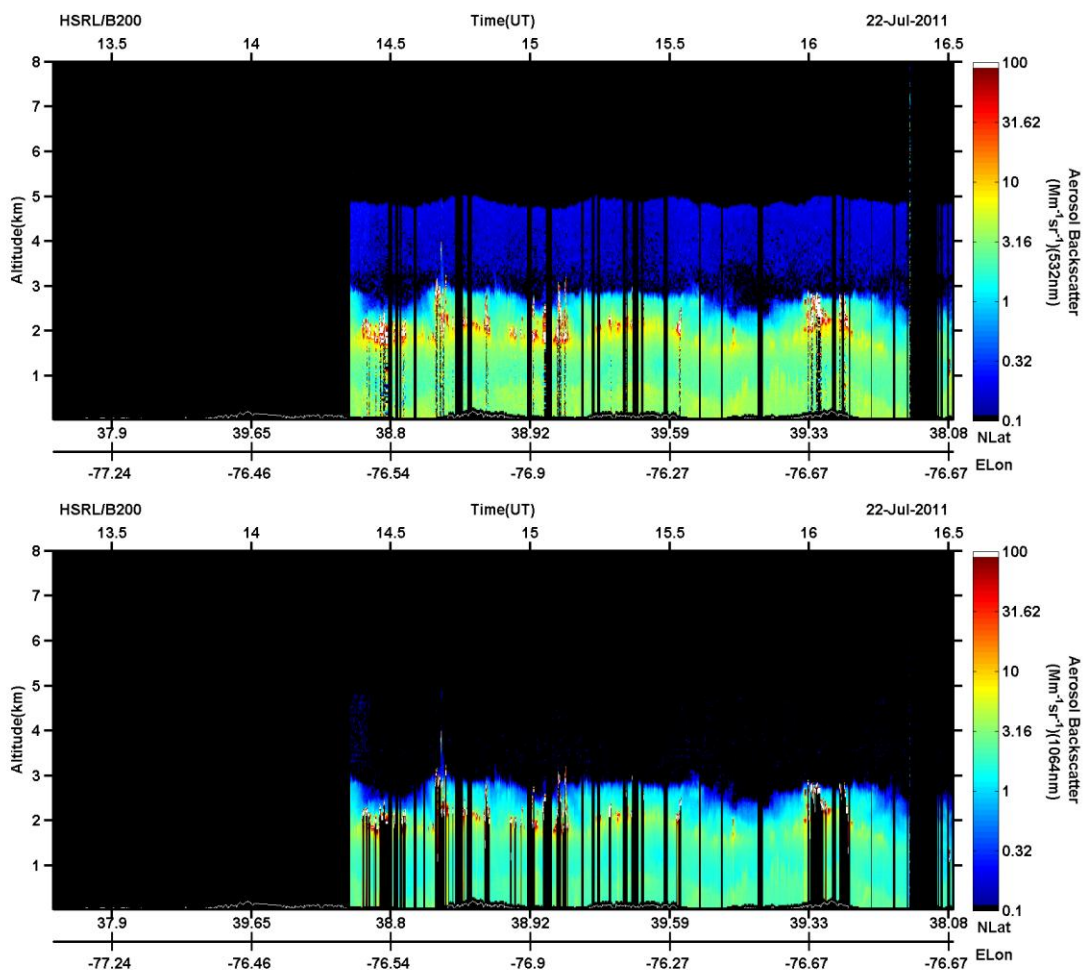 HSRL/B200 Time(UT) 22-Jul-2011
13.5 14 14.5 15 15.5 16 16.5
8
7
6
5
4
3
2
1
Altitude(km)
100
31.62
10
3.16
1
0.32
0.1
Aerosol Backscatter
(Mm⁻¹sr⁻¹)(532nm)
37.9 39.65 38.8 38.92 39.59 39.33 38.08
NLat
-77.24 -76.46 -76.54 -76.9 -76.27 -76.67 -76.67
ELon
HSRL/B200 Time(UT) 22-Jul-2011
13.5 14 14.5 15 15.5 16 16.5
8
7
6
5
4
3
2
1
Altitude(km)
100
31.62
10
3.16
1
0.32
0.1
Aerosol Backscatter
(Mm⁻¹sr⁻¹)(1064nm)
37.9 39.65 38.8 38.92 39.59 39.33 38.08
NLat
-77.24 -76.46 -76.54 -76.9 -76.27 -76.67 -76.67
ELon